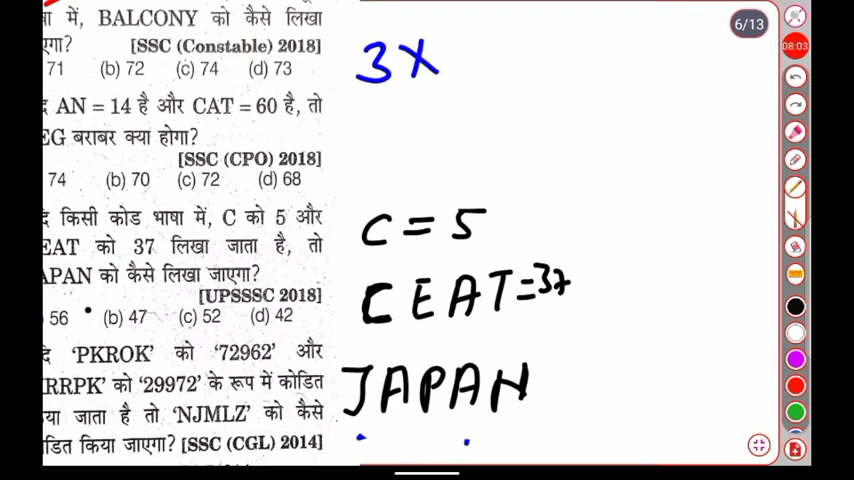 में, BALCONY को कैसे लिखा
[SSC (Constable) 2018]
71 (b) 72 (c) 74 (d) 73
AN = 14 है और CAT = 60 है, तो
EG बराबर क्या होगा?
[SSC (CPO) 2018]
74 (b) 70 (c) 72 (d) 68
किसी कोड भाषा में, C को 5 और
EAT को 37 लिखा जाता है, तो
APAN को कैसे लिखा जाएगा?
[UPSSSC 2018]
56 (b) 47 (c) 52 (d) 42
'PKROK' को '72962' और
RRPK' को '29972' के रूप में कोडित
जाता है तो 'NJMLZ' को कैसे
किया जाएगा? [SSC (CGL) 2014]
3X
C = 5
CEAT=37
JAPAN
6/13
08:03